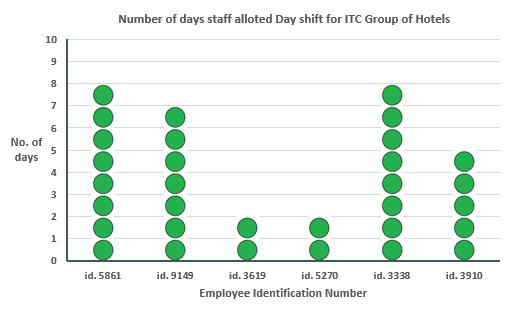 Number of days staff alloted Day shift for ITC Group of Hotels
10
9
8
7
6
5
4
3
2
1
0
No. of
days
id. 5861 id. 9149 id. 3619 id. 5270 id. 3338 id. 3910
Employee Identification Number